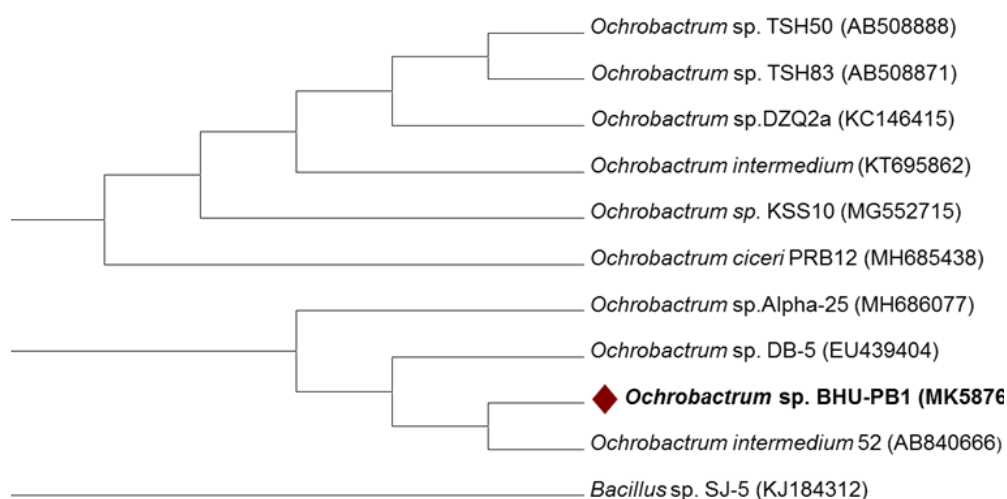 Ochrobactrum sp. TSH50 (AB508888)
Ochrobactrum sp. TSH83 (AB508871)
Ochrobactrum sp.DZQ2a (KC146415)
Ochrobactrum intermedium (KT695862)
Ochrobactrum sp. KSS10 (MG552715)
Ochrobactrum ciceri PRB12 (MH685438)
Ochrobactrum sp.Alpha-25 (MH686077)
Ochrobactrum sp. DB-5 (EU439404)
Ochrobactrum sp. BHU-PB1 (MK5876
Ochrobactrum intermedium 52 (AB840666)
Bacillus sp. SJ-5 (KJ184312)